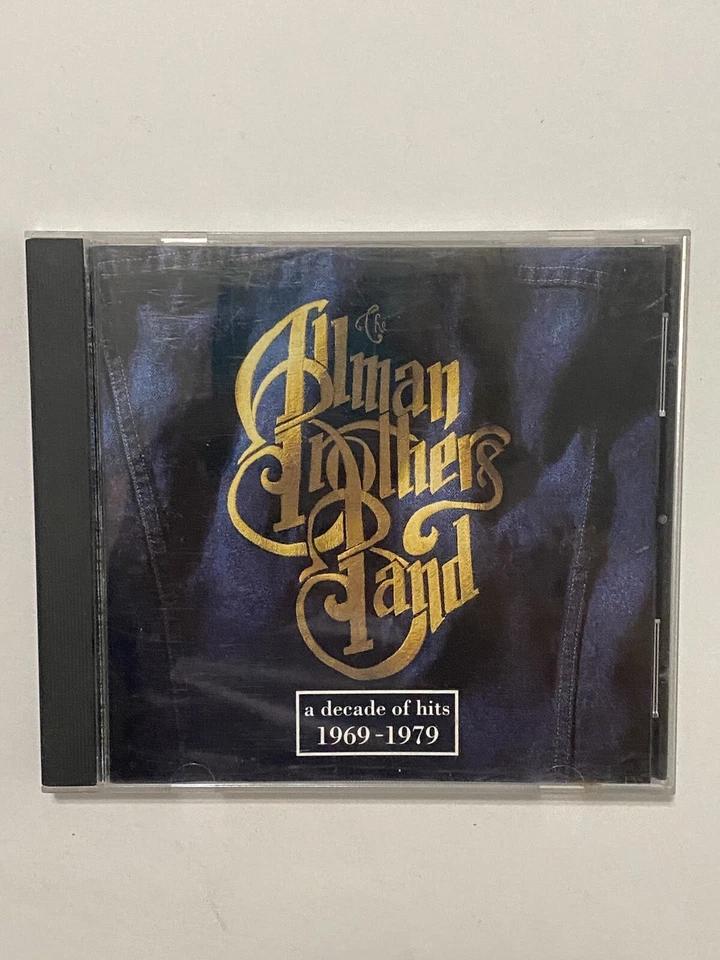 The
Allman
Brothers
Band
a decade of hits
1969-1979